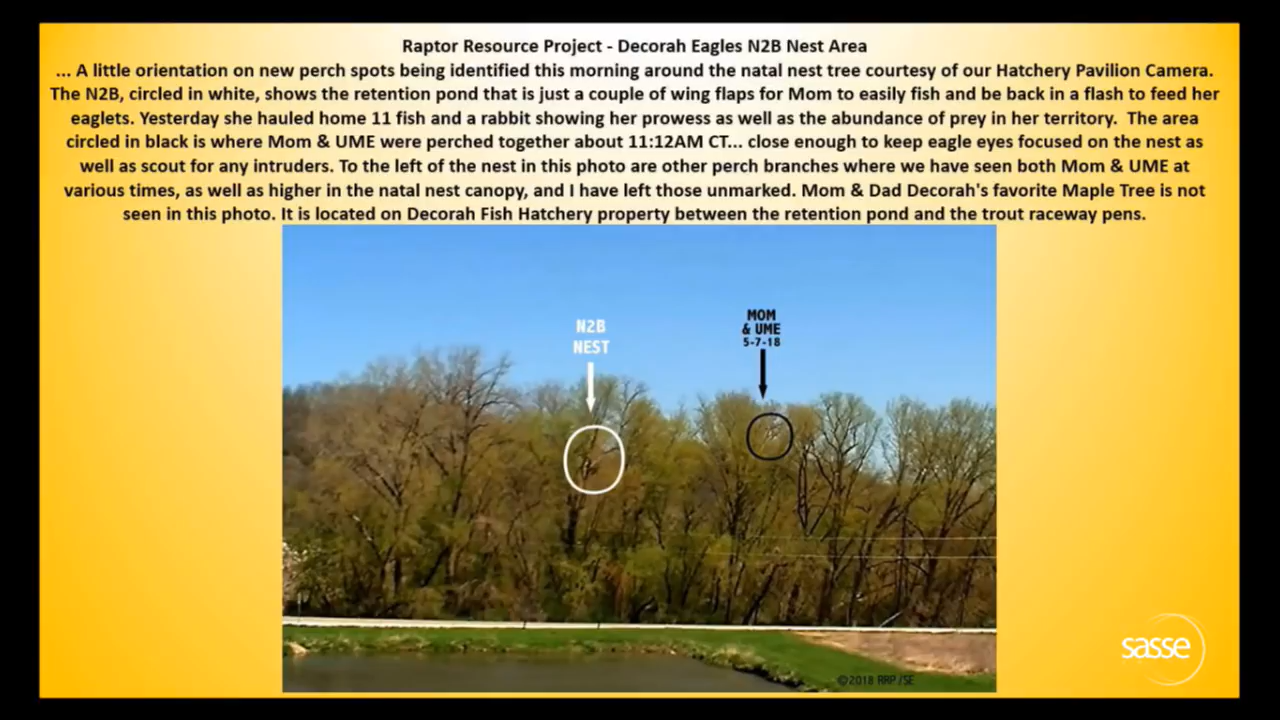 Raptor Resource Project - Decorah Eagles N2B Nest Area
... A little orientation on new perch spots being identified this morning around the natal nest tree courtesy of our Hatchery Pavilion Camera.
The N2B, circled in white, shows the retention pond that is just a couple of wing flaps for Mom to easily fish and be back in a flash to feed her
eaglets. Yesterday she hauled home 11 fish and a rabbit showing her prowess as well as the abundance of prey in her territory.  The area
circled in black is where Mom & UME were perched together about 11:12AM CT... close enough to keep eagle eyes focused on the nest as
well as scout for any intruders. To the left of the nest in this photo are other perch branches where we have seen both Mom & UME at
various times, as well as higher in the natal nest canopy, and I have left those unmarked. Mom & Dad Decorah's favorite Maple Tree is not
seen in this photo. It is located on Decorah Fish Hatchery property between the retention pond and the trout raceway pens.
MOM
& UME
5-7-18
N2B
NEST
sasse
©2018 RRP/SE